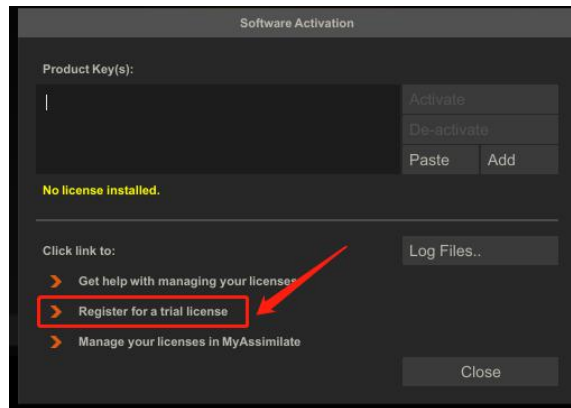 Software Activation
Product Key(s):
Activate
De-activate
Paste Add
No license installed.
Click link to:
Log Files..
Get help with managing your licenses
Register for a trial license
Manage your licenses in MyAssimilate
Close